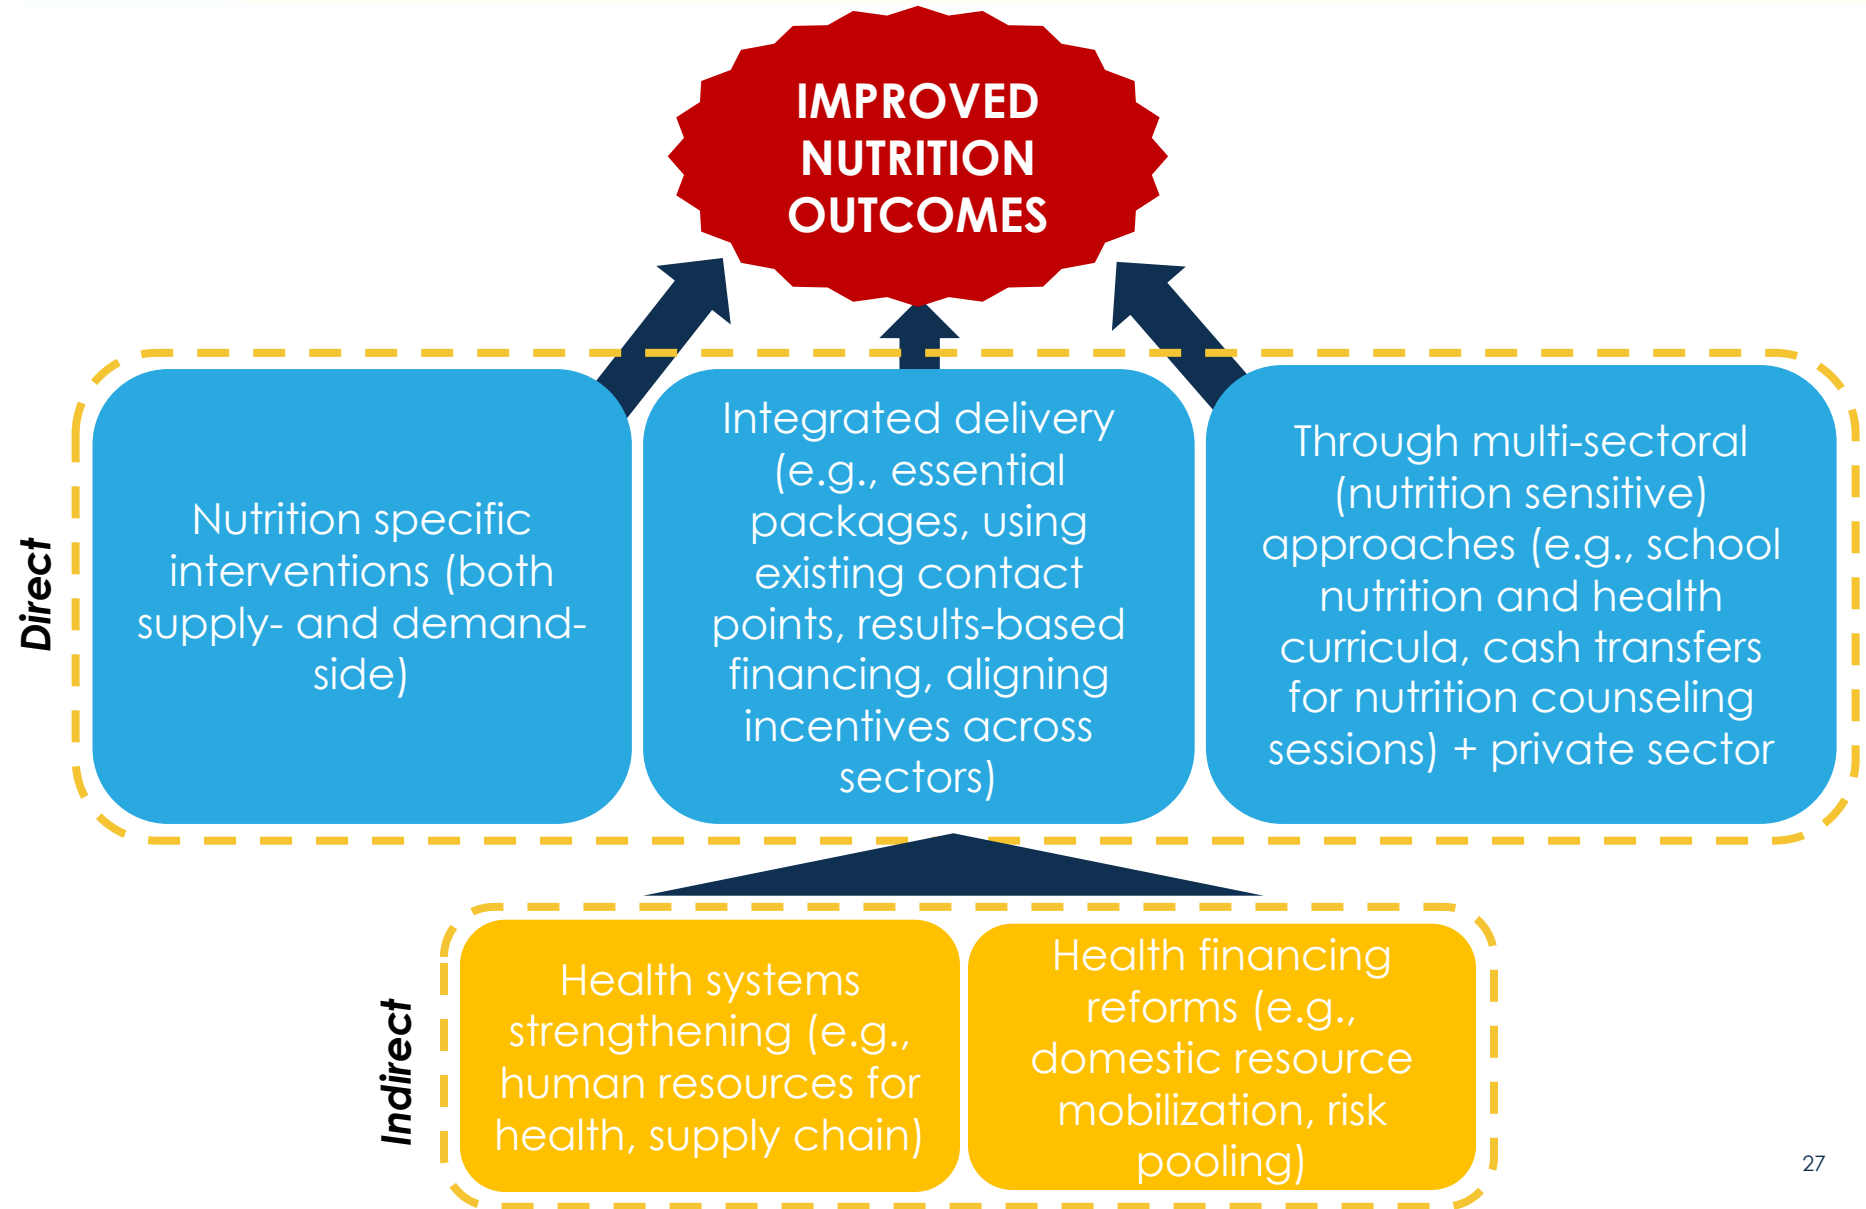 IMPROVED
NUTRITION
OUTCOMES
Direct
Nutrition specific
interventions (both
supply- and demand-
side)
Integrated delivery
(e.g., essential
packages, using
existing contact
points, results-based
financing, aligning
incentives across
sectors)
Through multi-sectoral
(nutrition sensitive)
approaches (e.g., school
nutrition and health
curricula, cash transfers
for nutrition counseling
sessions) + private sector
Indirect
Health systems
strengthening (e.g.,
human resources for
health, supply chain)
Health financing
reforms (e.g.,
domestic resource
mobilization, risk
pooling)
27